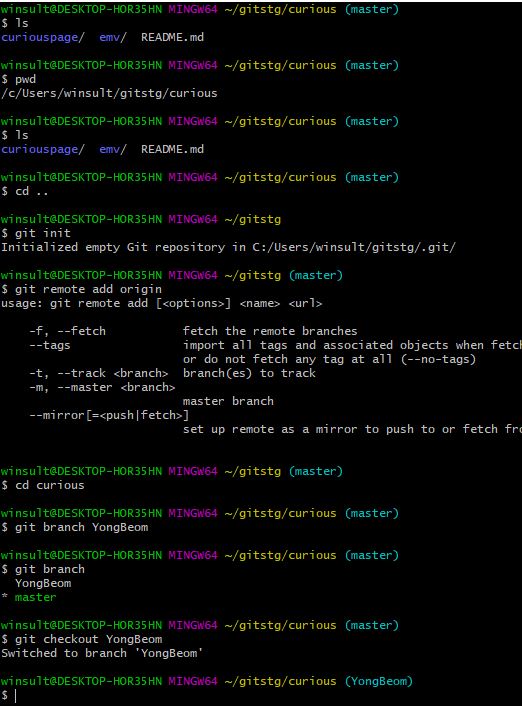 winsult@DESKTOP-HOR35HN MINGW64 ~/gitstg/curious (master)
$ ls
curiouspage/  emv/  README.md
winsult@DESKTOP-HOR35HN MINGW64 ~/gitstg/curious (master)
$ pwd
/c/Users/winsult/gitstg/curious
winsult@DESKTOP-HOR35HN MINGW64 ~/gitstg/curious (master)
$ ls
curiouspage/  emv/  README.md
winsult@DESKTOP-HOR35HN MINGW64 ~/gitstg/curious (master)
$ cd ..
winsult@DESKTOP-HOR35HN MINGW64 ~/gitstg
$ git init
Initialized empty Git repository in C:/Users/winsult/gitstg/.git/
winsult@DESKTOP-HOR35HN MINGW64 ~/gitstg (master)
$ git remote add origin
usage: git remote add [<options>] <name> <url>
    -f, --fetch           fetch the remote branches
    --tags                import all tags and associated objects when fetch
                          or do not fetch any tag at all (--no-tags)
    -t, --track <branch>  branch(es) to track
    -m, --master <branch>
                          master branch
    --mirror[=<push|fetch>]
                          set up remote as a mirror to push to or fetch fro
winsult@DESKTOP-HOR35HN MINGW64 ~/gitstg (master)
$ cd curious
winsult@DESKTOP-HOR35HN MINGW64 ~/gitstg/curious (master)
$ git branch YongBeom
winsult@DESKTOP-HOR35HN MINGW64 ~/gitstg/curious (master)
$ git branch
  YongBeom
* master
winsult@DESKTOP-HOR35HN MINGW64 ~/gitstg/curious (master)
$ git checkout YongBeom
Switched to branch 'YongBeom'
winsult@DESKTOP-HOR35HN MINGW64 ~/gitstg/curious (YongBeom)
$